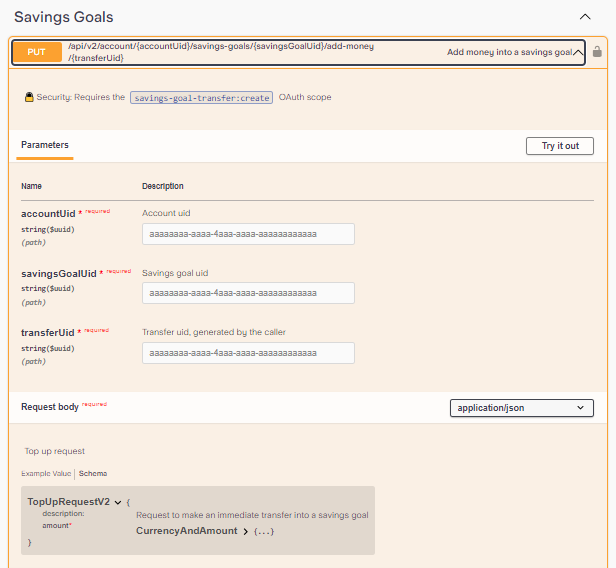 Savings Goals
PUT /api/v2/account/{accountUid}/savings-goals/{savingsGoalUid}/add-money Add money into a savings goal
/{transferUid}
Security: Requires the savings-goal-transfer:create OAuth scope
Parameters Try it out
Name Description
accountUid * required Account uid
string($uuid) aaaaaaaa-aaaa-4aaa-aaaa-aaaaaaaaaaaa
(path)
savingsGoalUid * required Savings goal uid
string($uuid) aaaaaaaa-aaaa-4aaa-aaaa-aaaaaaaaaaaa
(path)
transferUid * required Transfer uid, generated by the caller
string($uuid) aaaaaaaa-aaaa-4aaa-aaaa-aaaaaaaaaaaa
(path)
Request body required application/json
Top up request
Example Value | Schema
TopUpRequestV2 {
description: Request to make an immediate transfer into a savings goal
amount* CurrencyAndAmount {...}
}